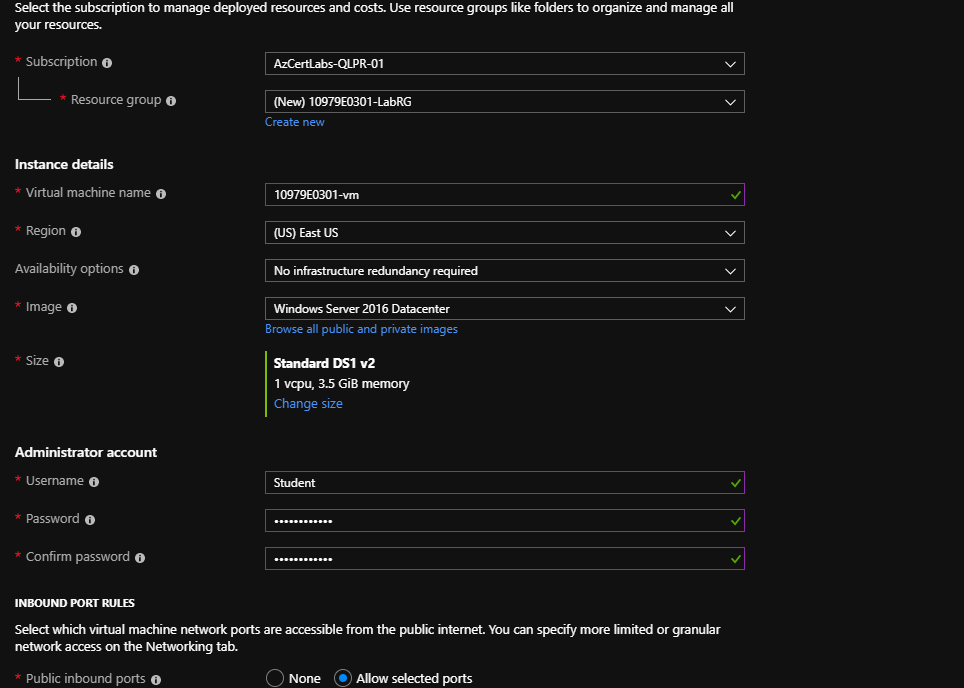 Select the subscription to manage deployed resources and costs. Use resource groups like folders to organize and manage all
your resources.
* Subscription
AzCertLabs-QLPR-01
* Resource group
(New) 10979E0301-LabRG
Create new
Instance details
* Virtual machine name
10979E0301-vm
* Region
(US) East US
Availability options
No infrastructure redundancy required
* Image
Windows Server 2016 Datacenter
Browse all public and private images
* Size
Standard DS1 v2
1 vcpu, 3.5 GiB memory
Change size
Administrator account
* Username
Student
* Password
••••••••••••
* Confirm password
••••••••••••
INBOUND PORT RULES
Select which virtual machine network ports are accessible from the public internet. You can specify more limited or granular
network access on the Networking tab.
* Public inbound ports
None
Allow selected ports